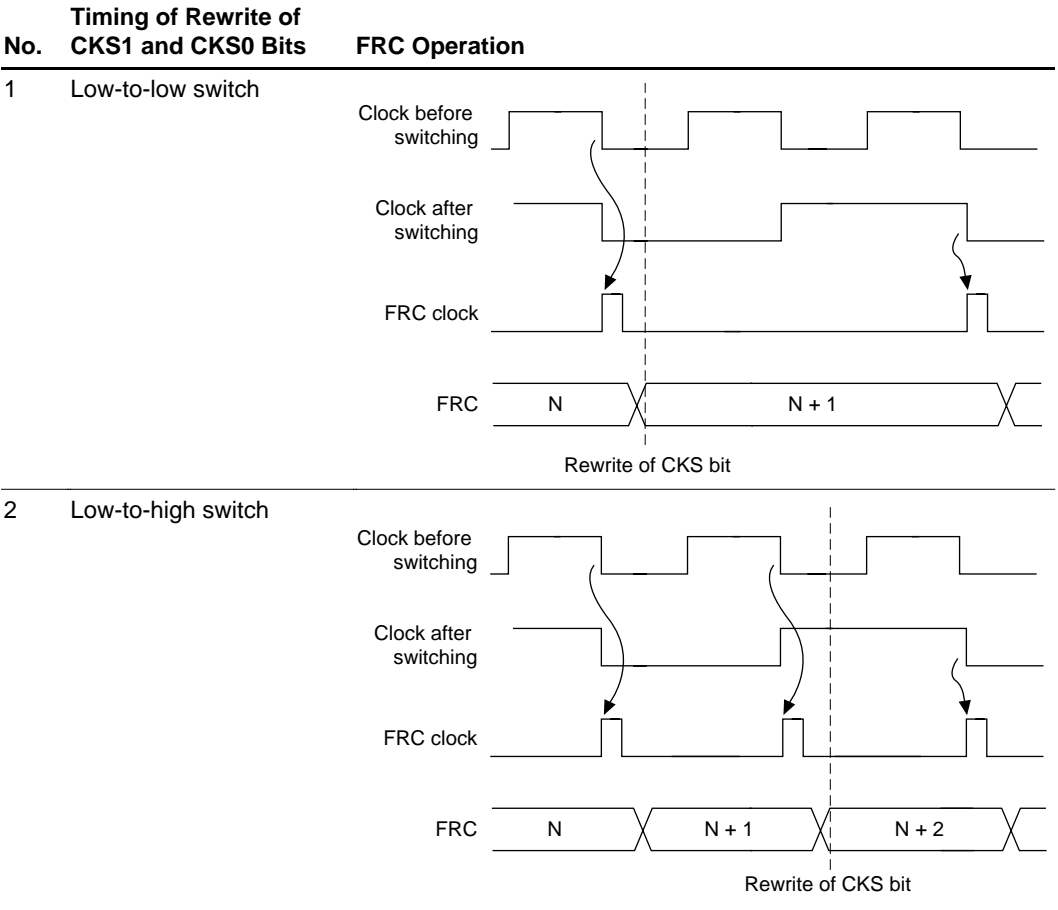 Timing of Rewrite of
No. CKS1 and CKS0 Bits FRC Operation
1 Low-to-low switch
Clock before
switching
Clock after
switching
FRC clock
FRC N N + 1
Rewrite of CKS bit
2 Low-to-high switch
Clock before
switching
Clock after
switching
FRC clock
FRC N N + 1 N + 2
Rewrite of CKS bit